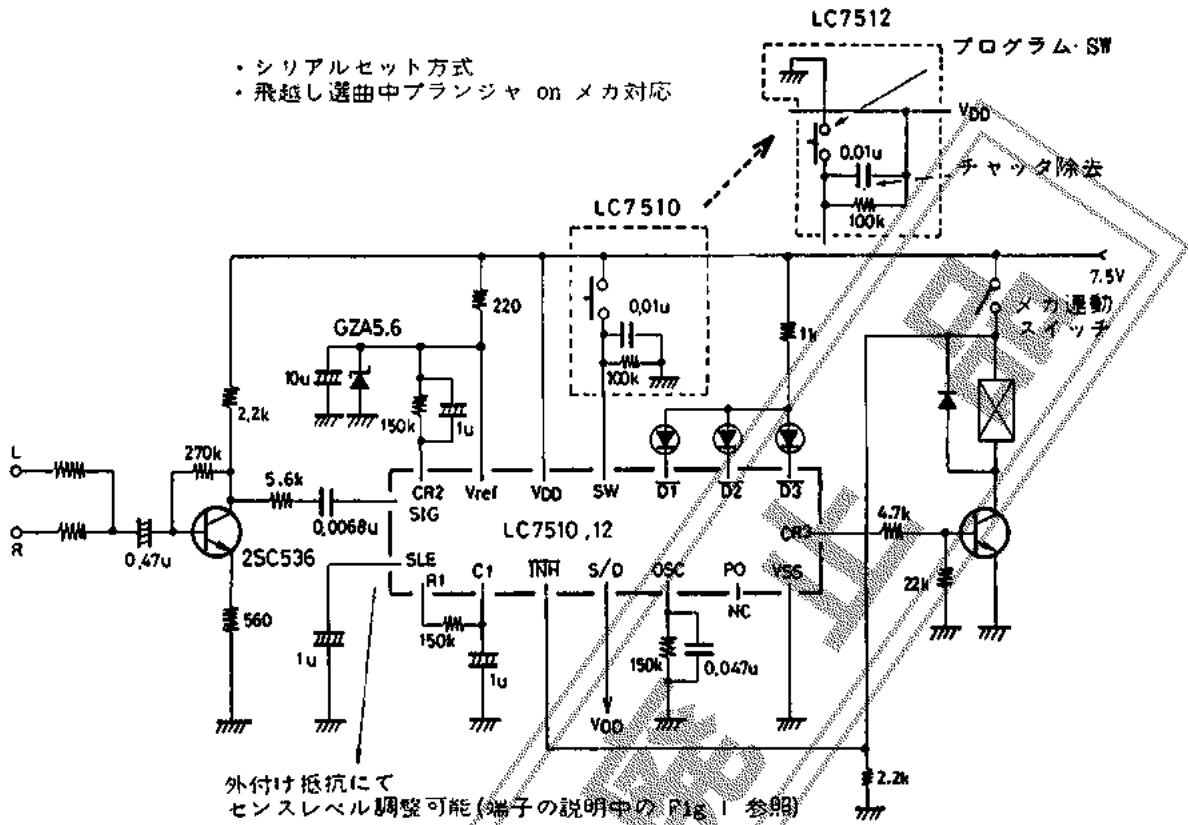 LC7512
プログラム・SW
・シリアルセット方式
・飛越し選曲中プランジャ on メカ対応
VDD
0.01u
チャッタ除去
100k
LC7510
7.5V
220
0.01u
1k
メカ連動
スイッチ
GZA5.6
10u
100k
2.2k
150k
1u
L
270k
5.6k
CR2
Vref
VDD
SW
D1
D2
D3
SIG
0.0068u
LC7510,12
CR3
4.7k
R
0.47u
2SC536
SLE
R1
C1
INH
S/D
OSC
PO
VSS
NC
22k
560
150k
1u
1u
150k
0.047u
VDD
2.2k
外付け抵抗にて
センスレベル調整可能(端子の説明中の Fig 1 参照)